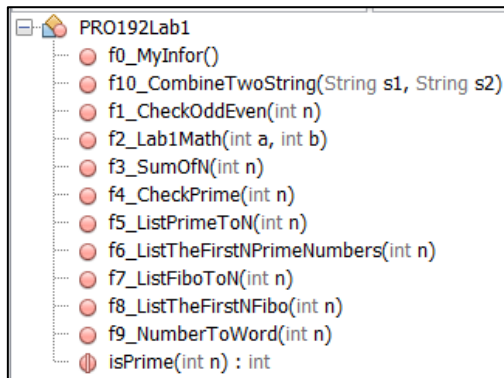 PRO192Lab1
f0_MyInfor()
f10_CombineTwoString(String s1, String s2)
f1_CheckOddEven(int n)
f2_Lab1Math(int a, int b)
f3_SumOfN(int n)
f4_CheckPrime(int n)
f5_ListPrimeToN(int n)
f6_ListTheFirstNPrimeNumbers(int n)
f7_ListFiboToN(int n)
f8_ListTheFirstNFibo(int n)
f9_NumberToWord(int n)
isPrime(int n) : int